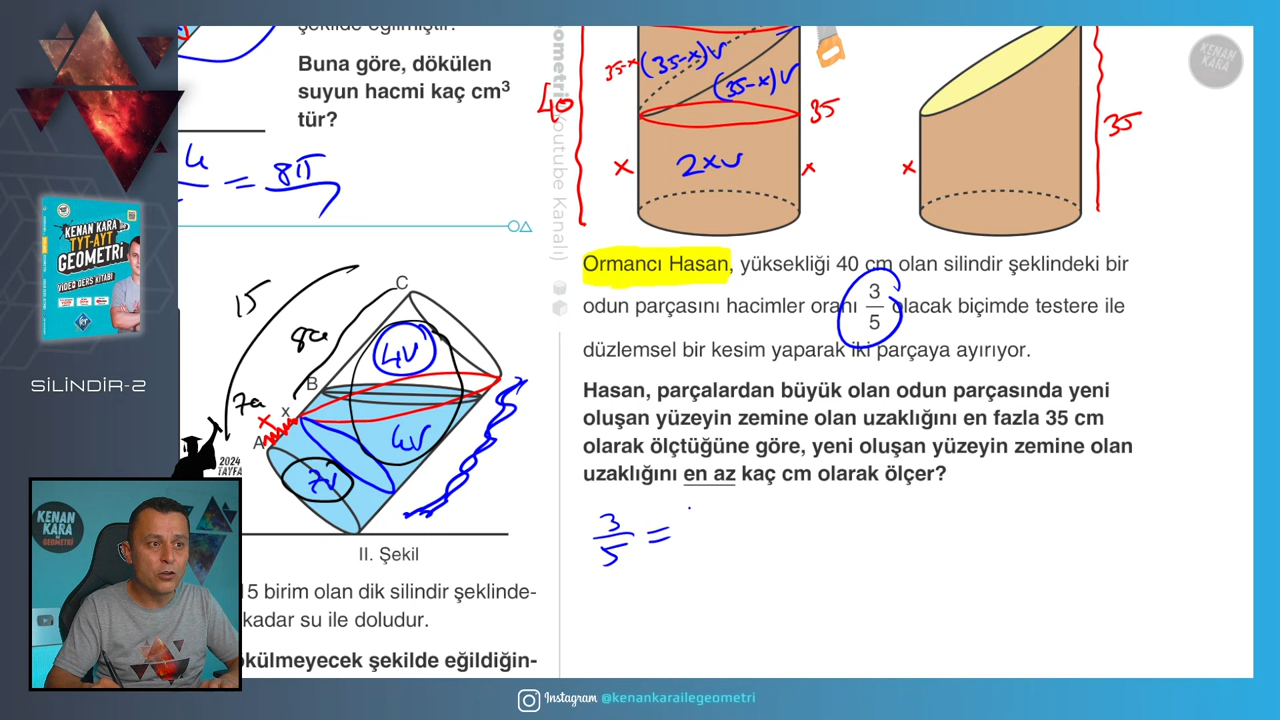 şekilde eğilmiştir.
Buna göre, dökülen
suyun hacmi kaç cm³
tür?
= 8π
15
8a
7a
C
B
x
x
A
4V
4V
7V
II. Şekil
15 birim olan dik silindir şeklinde-
kadar su ile doludur.
ökülmeyecek şekilde eğildiğin-
ometri
(Youtube Kanalı)
40
35-x
(35-x)V
(35-x)V
35
x
2xV
x
x
35
Ormancı Hasan, yüksekliği 40 cm olan silindir şeklindeki bir
odun parçasını hacimler oranı 3/5 olacak biçimde testere ile
düzlemsel bir kesim yaparak iki parçaya ayırıyor.
Hasan, parçalardan büyük olan odun parçasında yeni
oluşan yüzeyin zemine olan uzaklığını en fazla 35 cm
olarak ölçtüğüne göre, yeni oluşan yüzeyin zemine olan
uzaklığını en az kaç cm olarak ölçer?
3/5 =
KENAN KARA
KENAN KARA
TYT-AYT
GEOMETRİ
VİDEO DERS KİTABI
SİLİNDİR-2
2024
TAYFA
KENAN
KARA
GEOMETRİ
Instagram @kenankarailegeometri